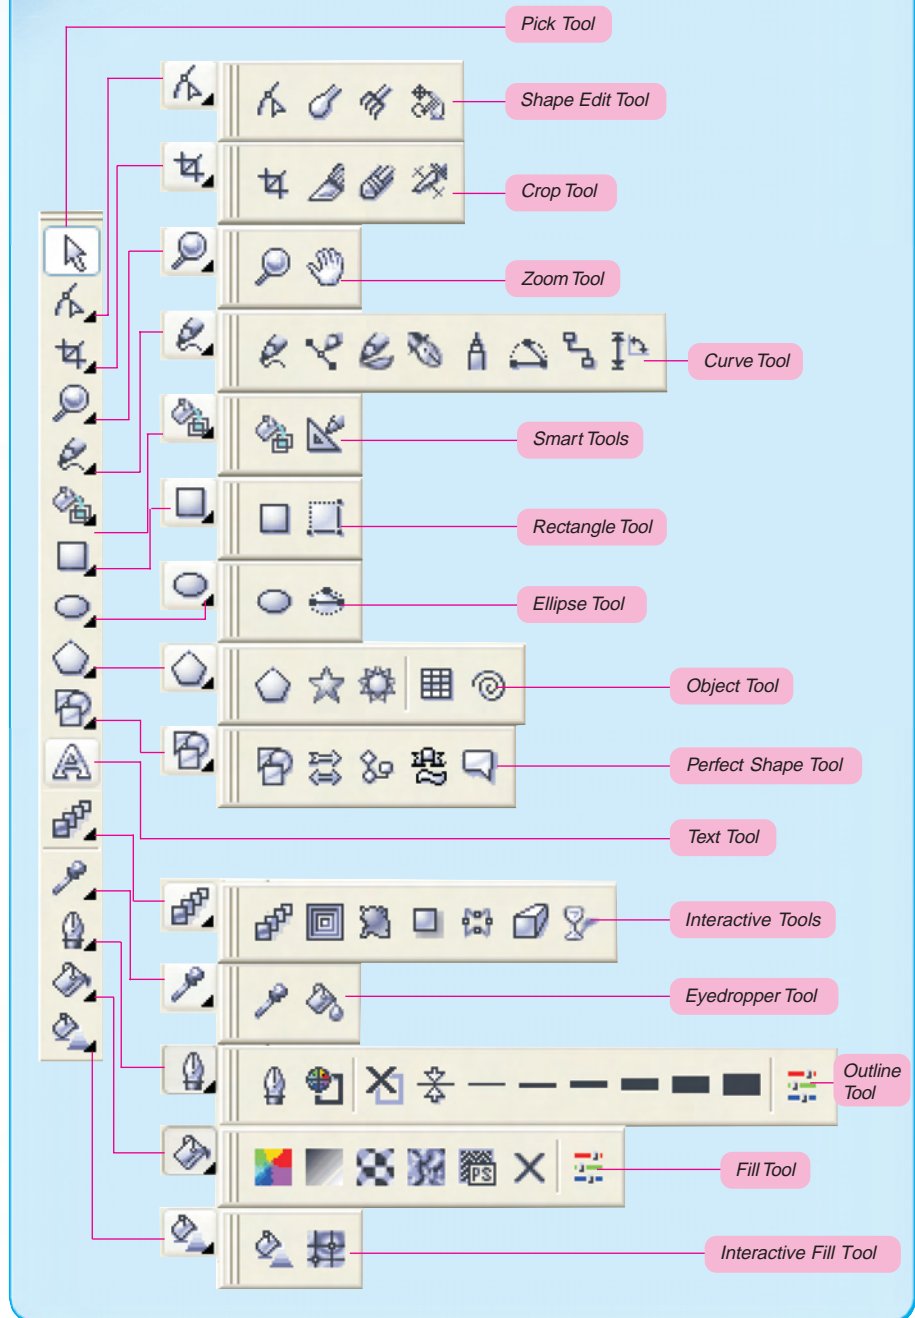 Pick Tool
Shape Edit Tool
Crop Tool
Zoom Tool
Curve Tool
Smart Tools
Rectangle Tool
Ellipse Tool
Object Tool
Perfect Shape Tool
Text Tool
Interactive Tools
Eyedropper Tool
Outline
Tool
PS
Fill Tool
Interactive Fill Tool